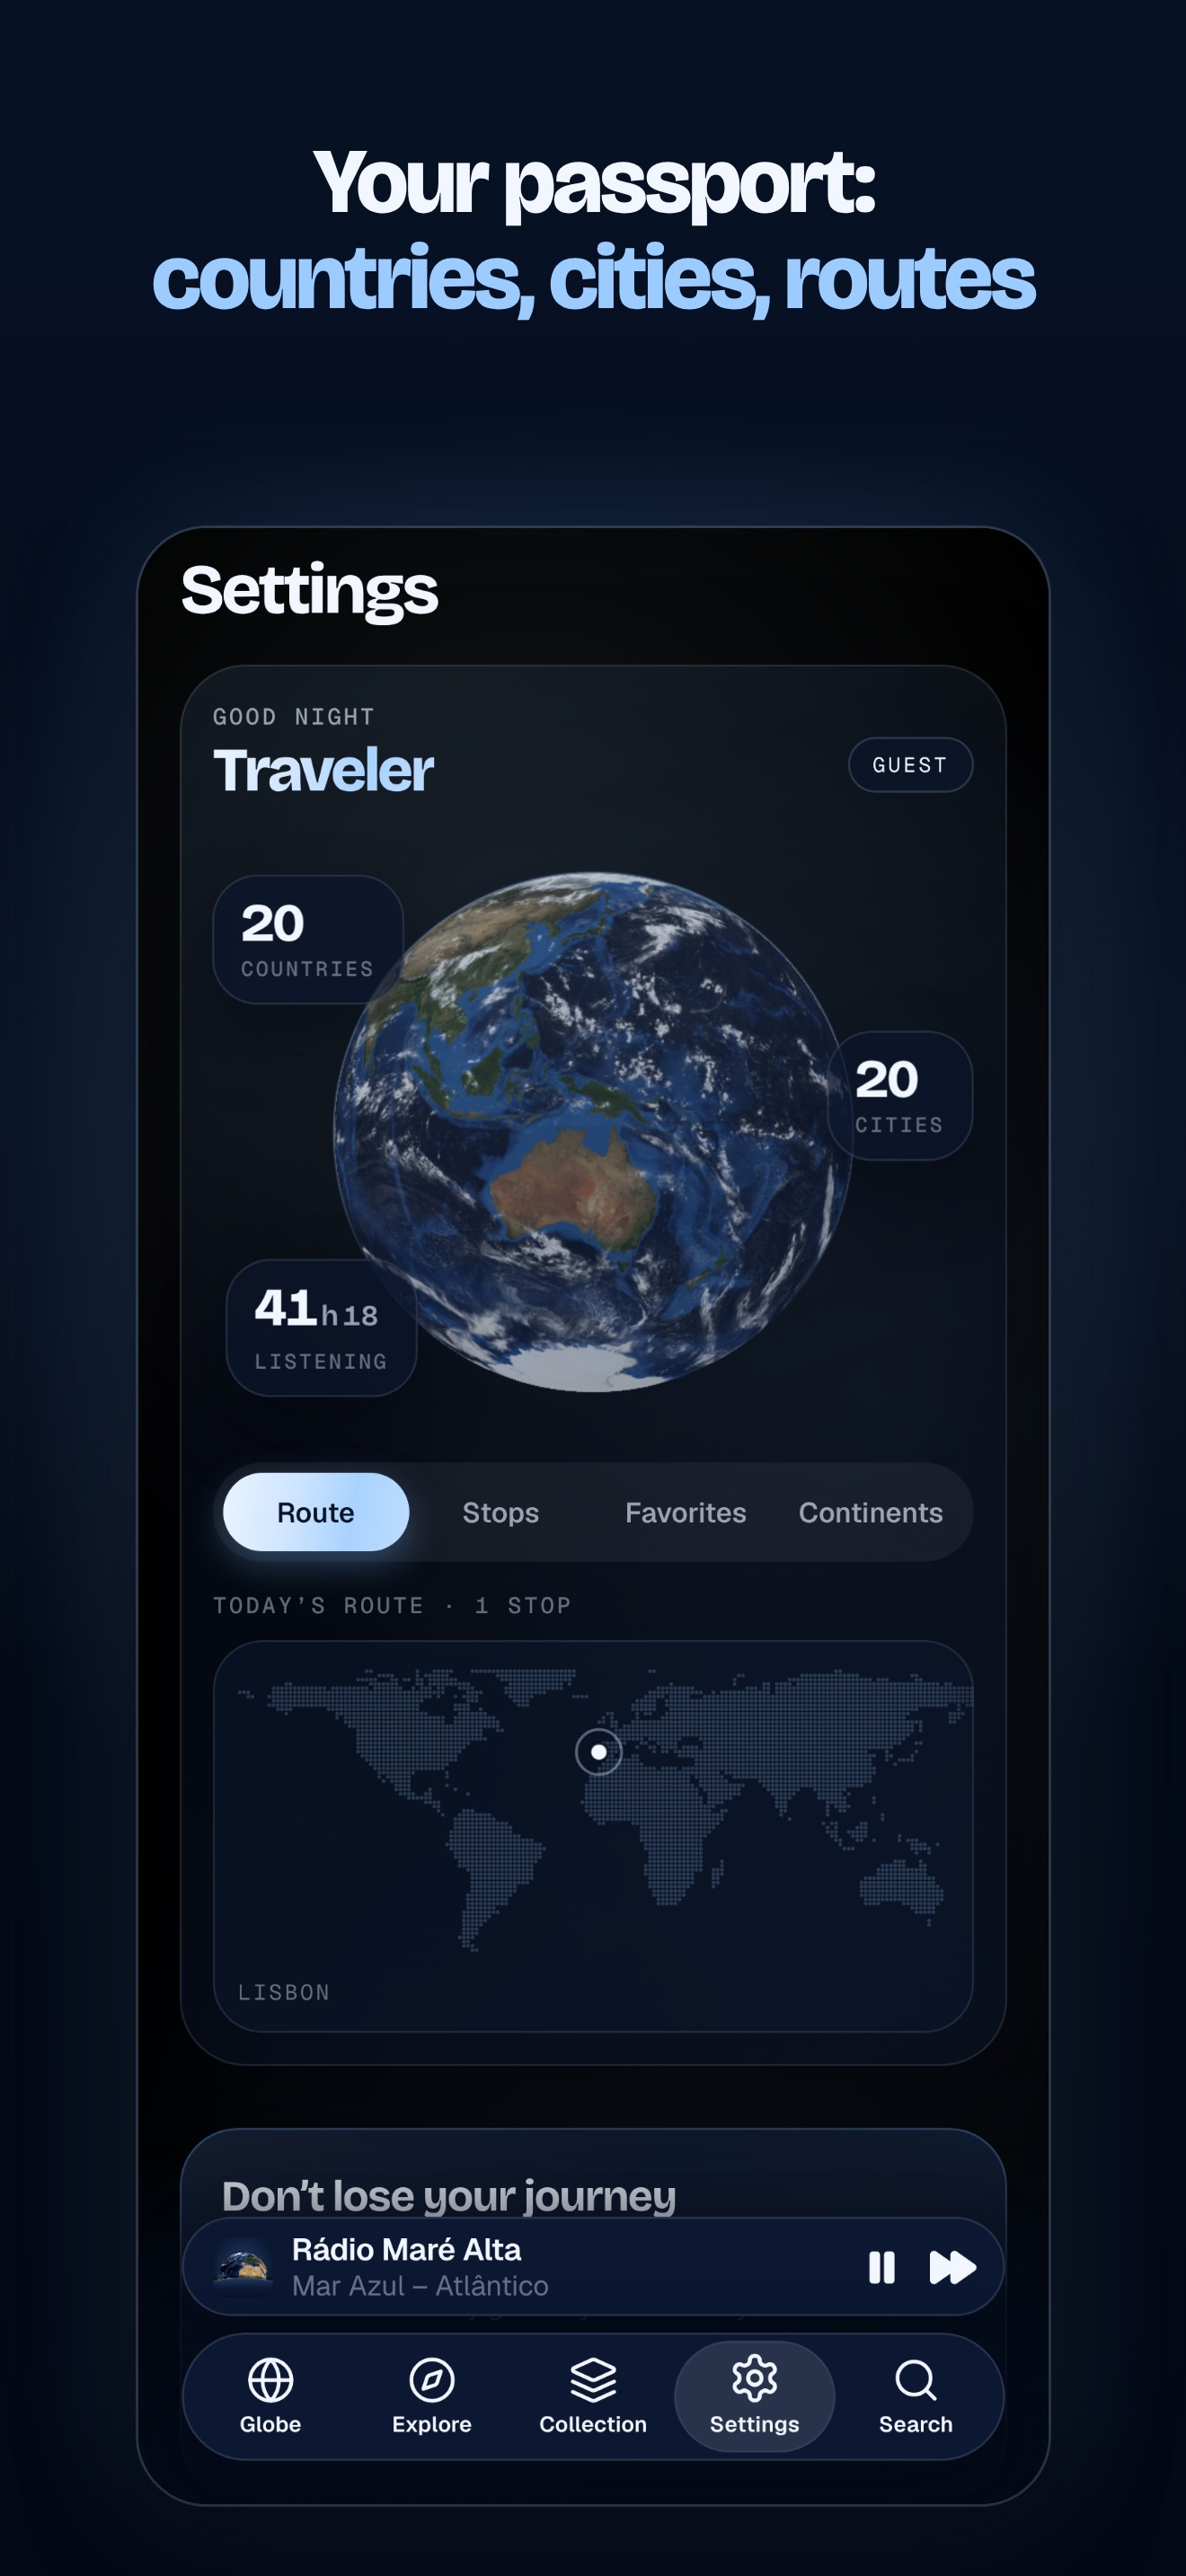 Your passport:
countries, cities, routes
Settings
GOOD NIGHT
Traveler
GUEST
20
COUNTRIES
20
CITIES
41h18
LISTENING
Route
Stops
Favorites
Continents
TODAY'S ROUTE · 1 STOP
LISBON
Don't lose your journey
Rádio Maré Alta
Mar Azul – Atlântico
Globe
Explore
Collection
Settings
Search